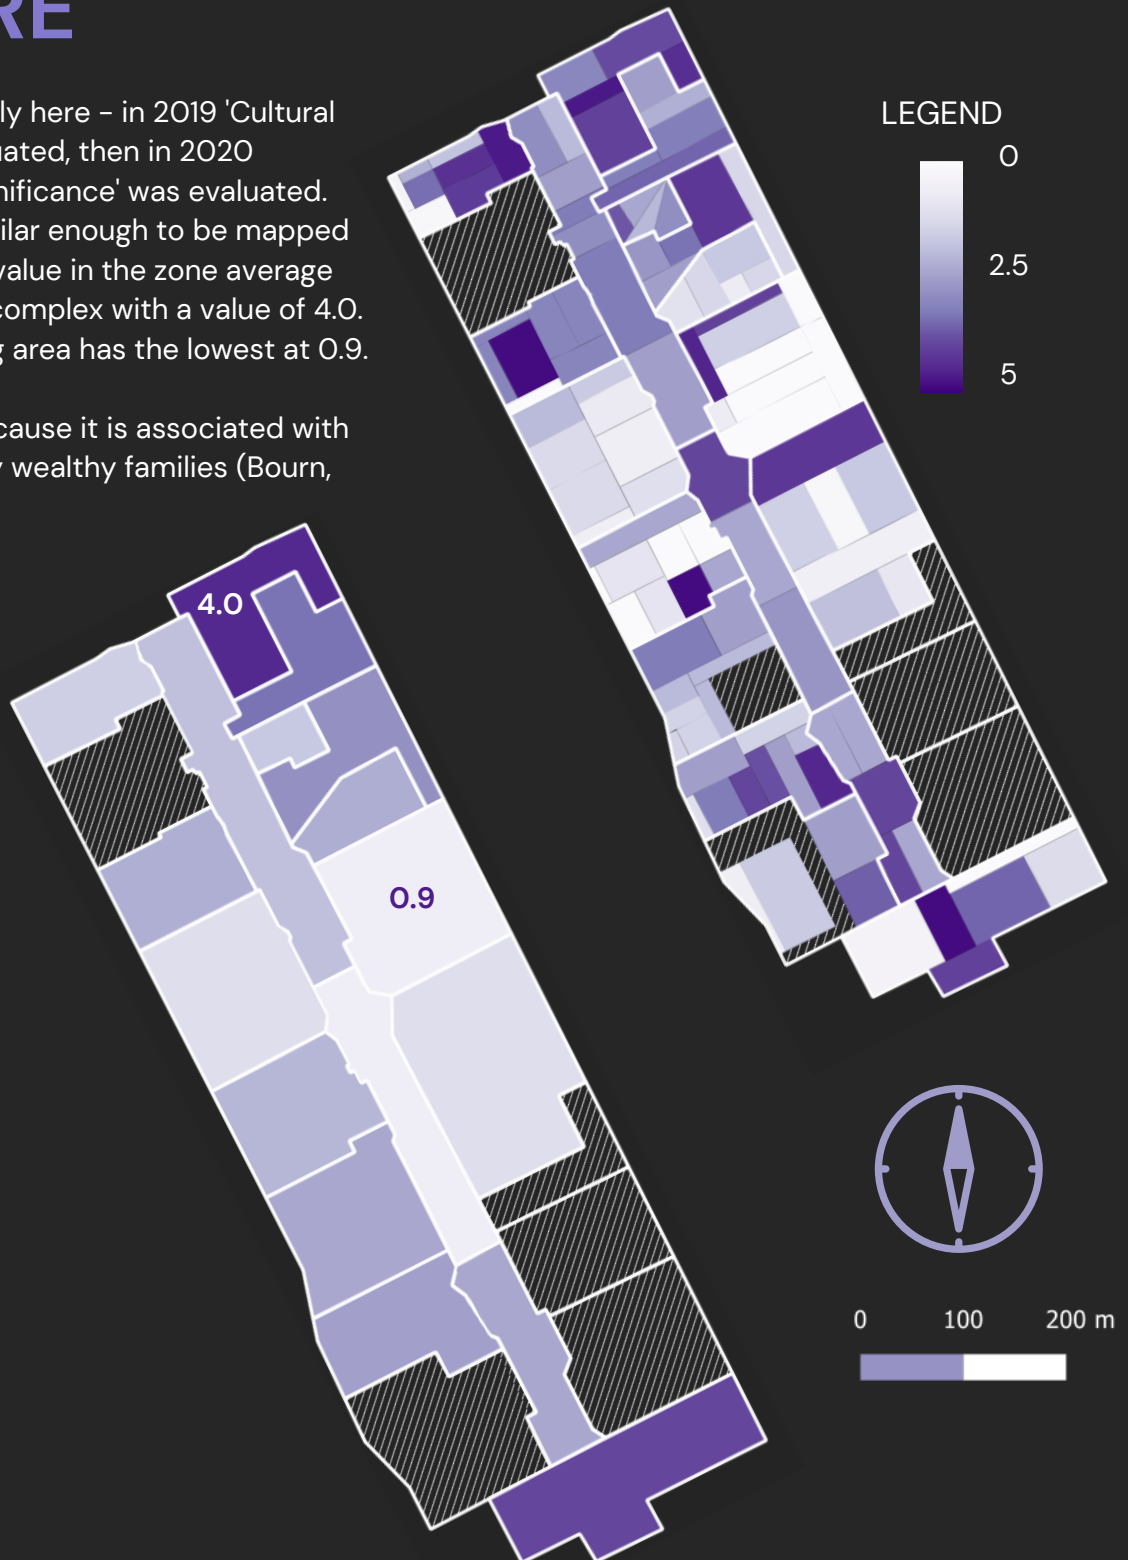 RE
ly here - in 2019 'Cultural
uated, then in 2020
nificance' was evaluated.
ilar enough to be mapped
value in the zone average
complex with a value of 4.0.
g area has the lowest at 0.9.
cause it is associated with
y wealthy families (Bourn,
LEGEND
0
2.5
5
4.0
0.9
0 100 200 m